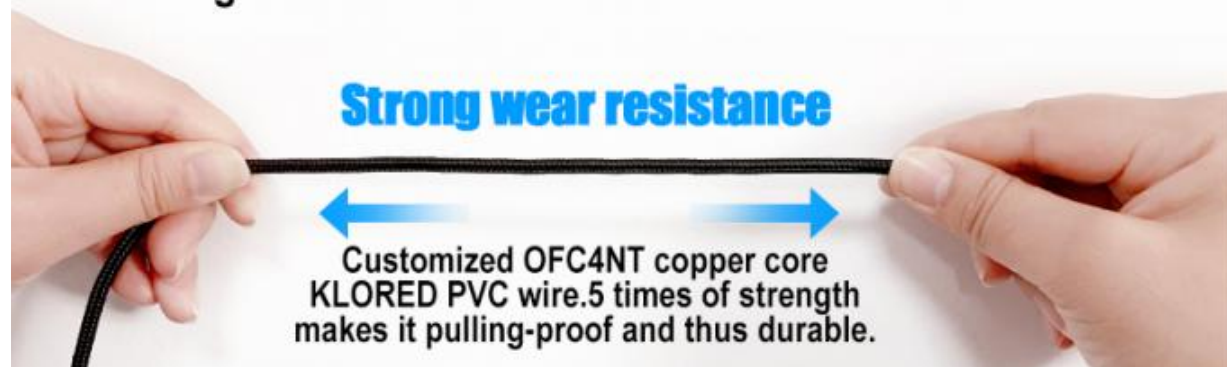 Strong wear resistance
Customized OFC4NT copper core
KLORED PVC wire.5 times of strength
makes it pulling-proof and thus durable.